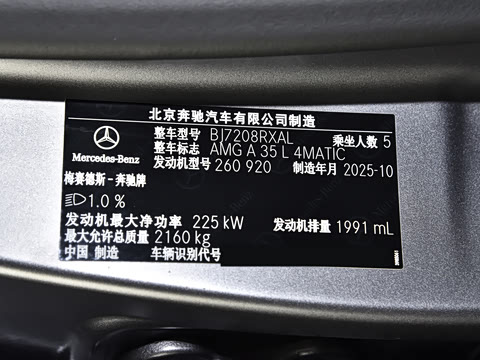 北京奔驰汽车有限公司制造
整车型号 BJ7208RXAL 乘坐人数 5
整车标志 AMG A 35 L 4MATIC
发动机型号 260 920 制造年月 2025-10
Mercedes-Benz
梅赛德斯-奔驰牌
1.0 %
发动机最大净功率 225 kW 发动机排量 1991 mL
最大允许总质量 2160 kg
中国 制造 车辆识别代号